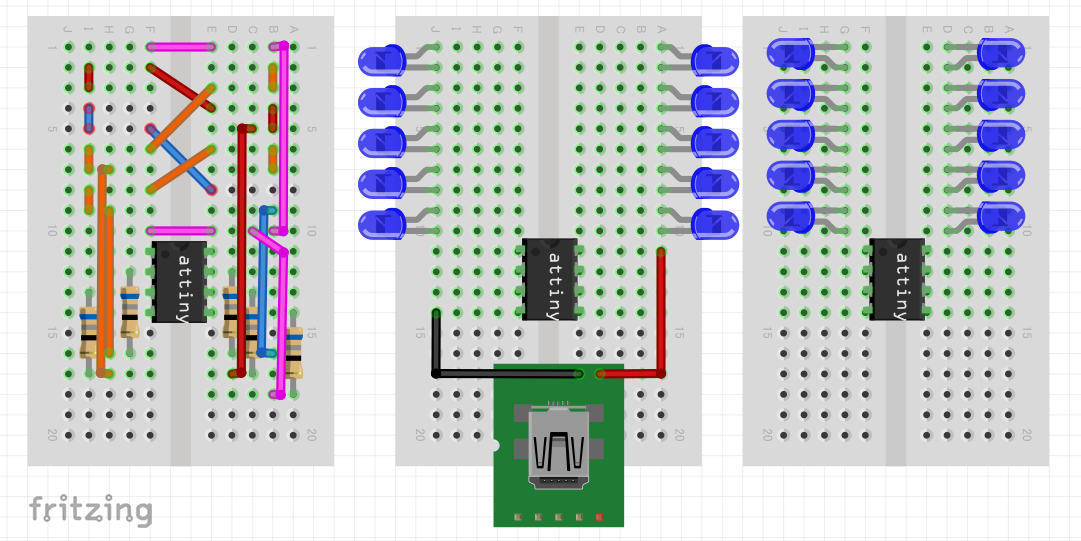 J I H G F E D C B A
J I H G F E D C B A
J I H G F E D C B A
1 1 1 1 1 1
5 5 5 5 5 5
10 10 10 10 10 10
attiny
attiny
attiny
15 15 15 15 15 15
20 20 20 20 20 20
fritzing